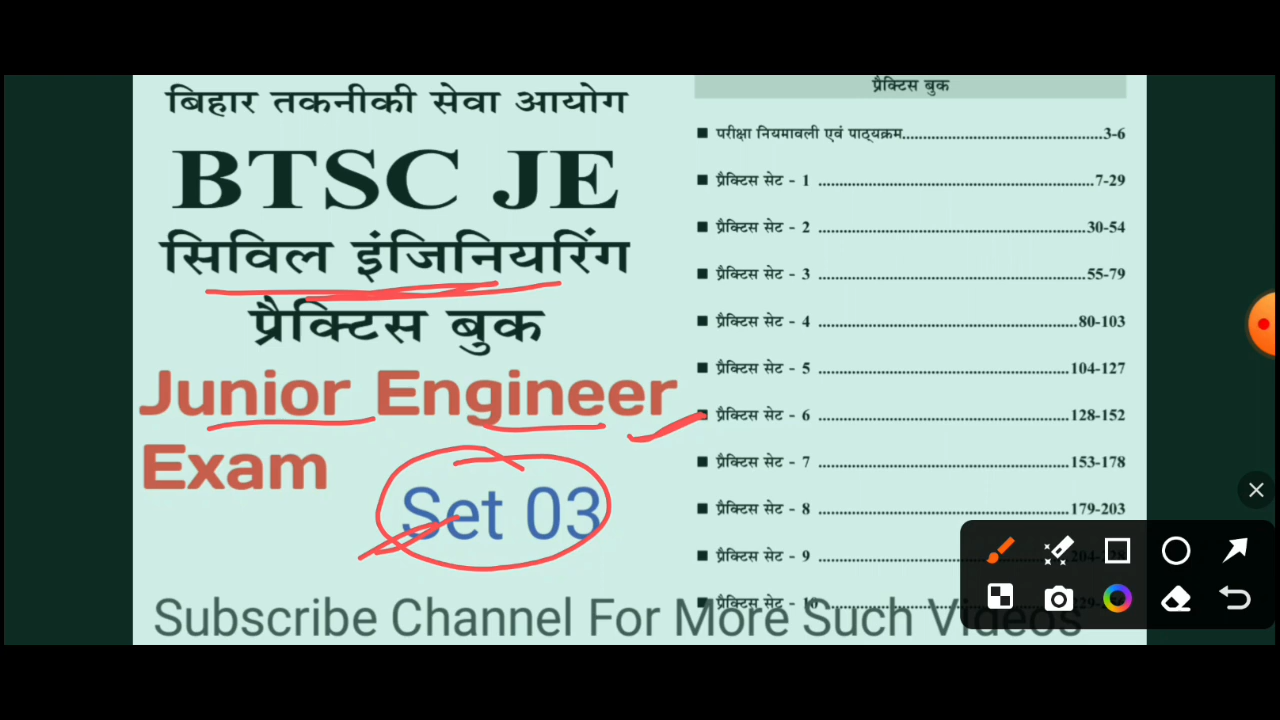 बिहार तकनीकी सेवा आयोग
BTSC JE
सिविल इंजिनियरिंग
प्रैक्टिस बुक
Junior Engineer
Exam
Set 03
प्रैक्टिस बुक
■ परीक्षा नियमावली एवं पाठ्यक्रम..........................................3-6
■ प्रैक्टिस सेट - 1 ..........................................................7-29
■ प्रैक्टिस सेट - 2 .........................................................30-54
■ प्रैक्टिस सेट - 3 .........................................................55-79
■ प्रैक्टिस सेट - 4 .......................................................80-103
■ प्रैक्टिस सेट - 5 .....................................................104-127
■ प्रैक्टिस सेट - 6 .....................................................128-152
■ प्रैक्टिस सेट - 7 .....................................................153-178
■ प्रैक्टिस सेट - 8 .....................................................179-203
■ प्रैक्टिस सेट - 9 .....................................................204-228
■ प्रैक्टिस सेट - 10
Subscribe Channel For More Such Videos